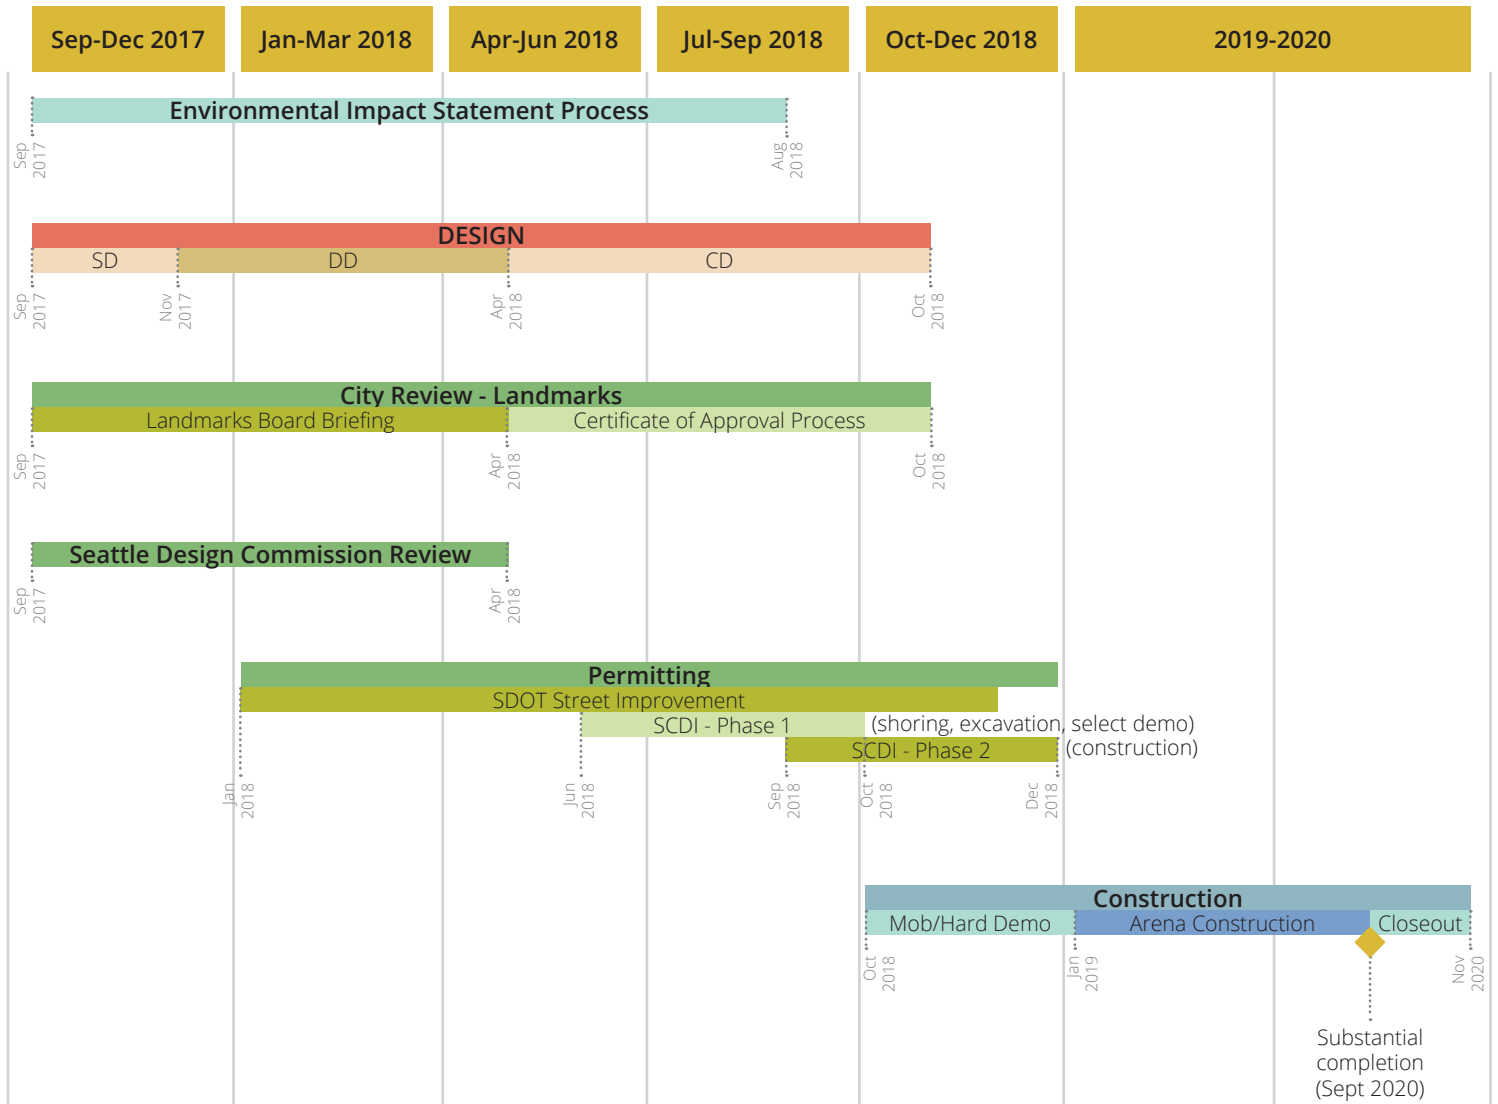 Sep-Dec 2017
Jan-Mar 2018
Apr-Jun 2018
Jul-Sep 2018
Oct-Dec 2018
2019-2020
Environmental Impact Statement Process
Sep
2017
Aug
2018
DESIGN
SD
DD
CD
Sep
2017
Nov
2017
Apr
2018
Oct
2018
City Review - Landmarks
Landmarks Board Briefing
Certificate of Approval Process
Sep
2017
Apr
2018
Oct
2018
Seattle Design Commission Review
Sep
2017
Apr
2018
Permitting
SDOT Street Improvement
SCDI - Phase 1
(shoring, excavation, select demo)
SCDI - Phase 2
(construction)
Jan
2018
Jun
2018
Sep
2018
Oct
2018
Dec
2018
Construction
Mob/Hard Demo
Arena Construction
Closeout
Oct
2018
Jan
2019
Nov
2020
Substantial
completion
(Sept 2020)